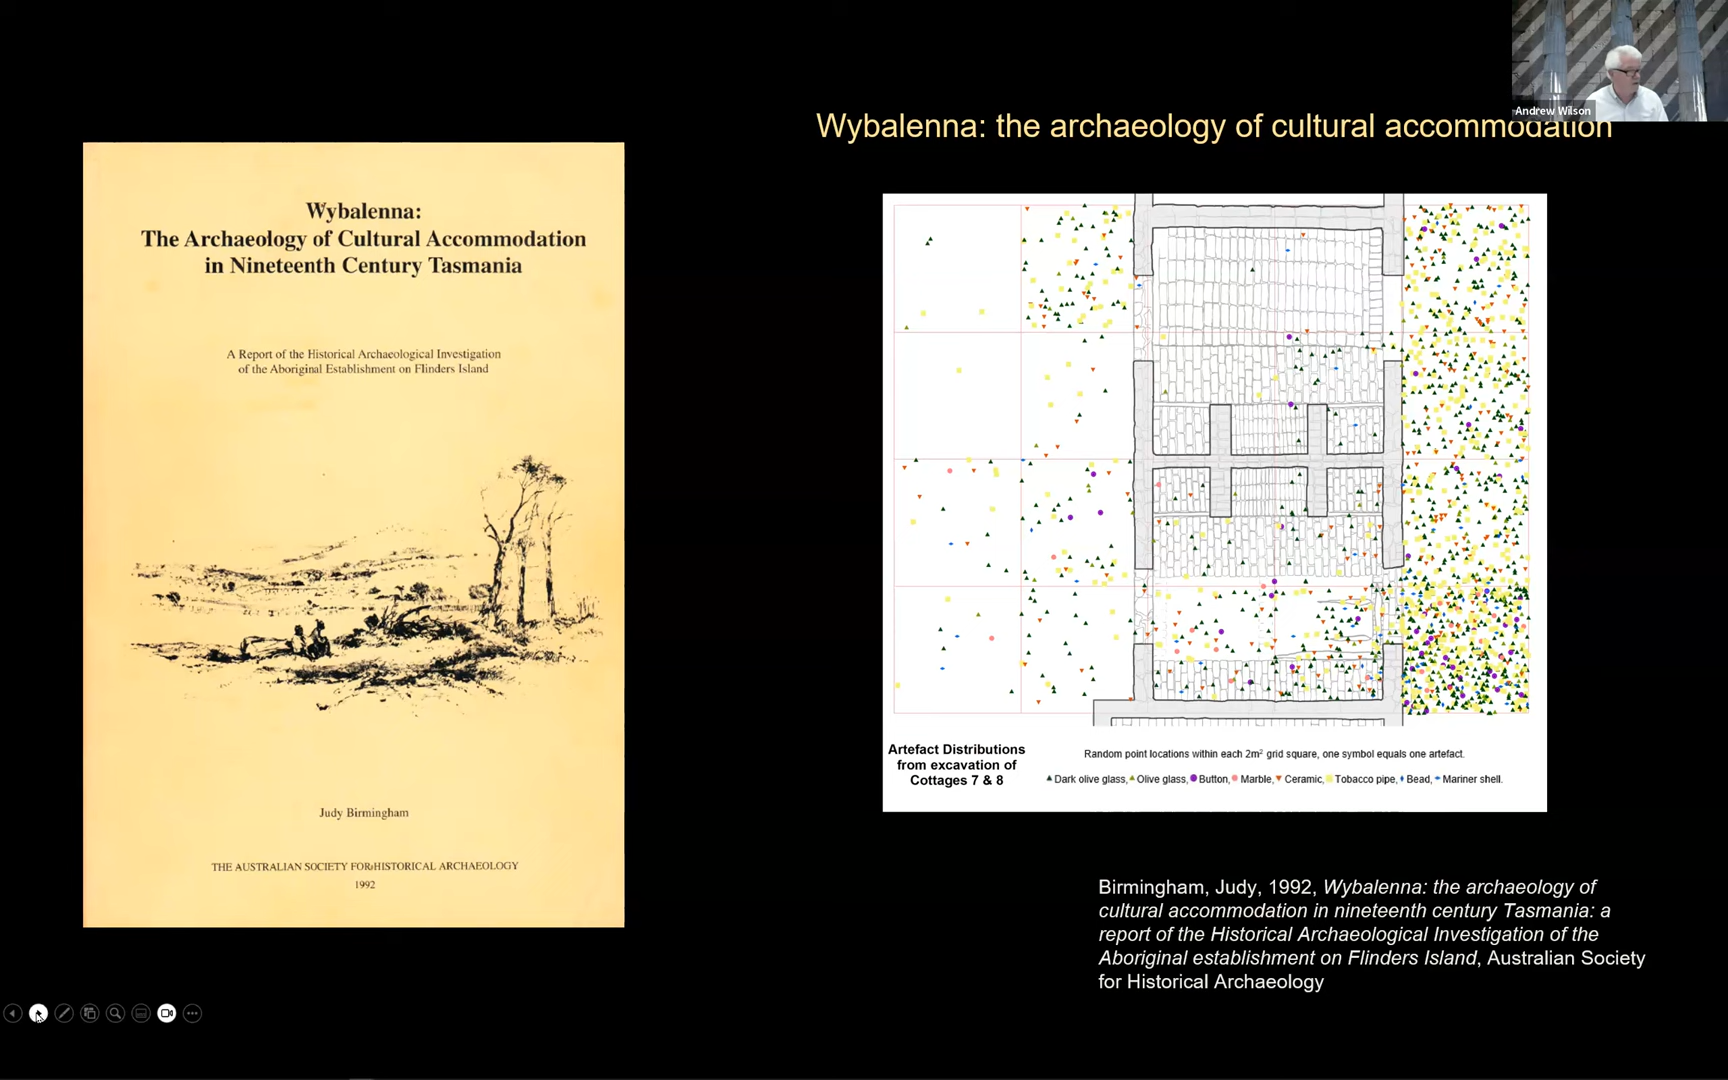 Andrew Wilson
Wybalenna: the archaeology of cultural accommodation
Wybalenna:
The Archaeology of Cultural Accommodation
in Nineteenth Century Tasmania
A Report of the Historical Archaeological Investigation
of the Aboriginal Establishment on Flinders Island
Judy Birmingham
THE AUSTRALIAN SOCIETY FOR HISTORICAL ARCHAEOLOGY
1992
Artefact Distributions
from excavation of
Cottages 7 & 8
Random point locations within each 2m² grid square, one symbol equals one artefact.
Dark olive glass, Olive glass, Button, Marble, Ceramic, Tobacco pipe, Bead, Mariner shell.
Birmingham, Judy, 1992, Wybalenna: the archaeology of
cultural accommodation in nineteenth century Tasmania: a
report of the Historical Archaeological Investigation of the
Aboriginal establishment on Flinders Island, Australian Society
for Historical Archaeology